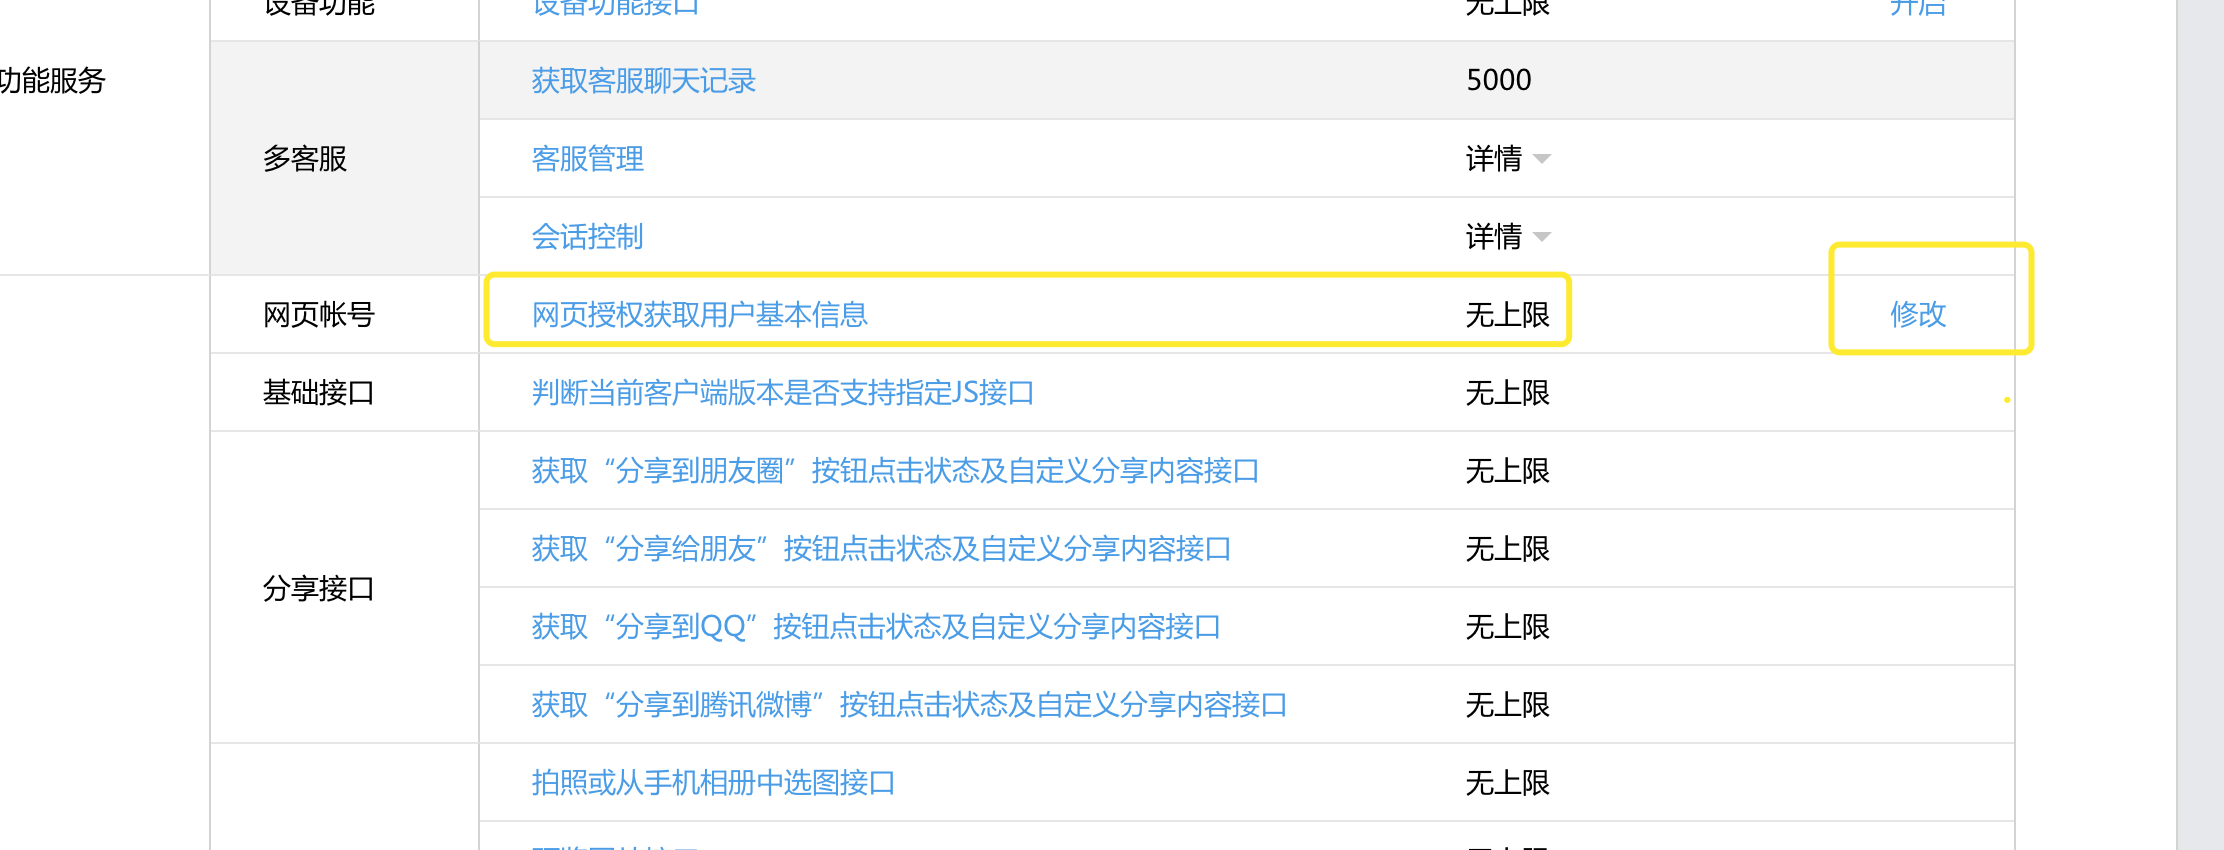 设备功能 设备功能接口 无上限 开启
功能服务 获取客服聊天记录 5000
多客服 客服管理 详情
会话控制 详情
网页帐号 网页授权获取用户基本信息 无上限 修改
基础接口 判断当前客户端版本是否支持指定JS接口 无上限
获取“分享到朋友圈”按钮点击状态及自定义分享内容接口 无上限
获取“分享给朋友”按钮点击状态及自定义分享内容接口 无上限
分享接口
获取“分享到QQ”按钮点击状态及自定义分享内容接口 无上限
获取“分享到腾讯微博”按钮点击状态及自定义分享内容接口 无上限
拍照或从手机相册中选图接口 无上限